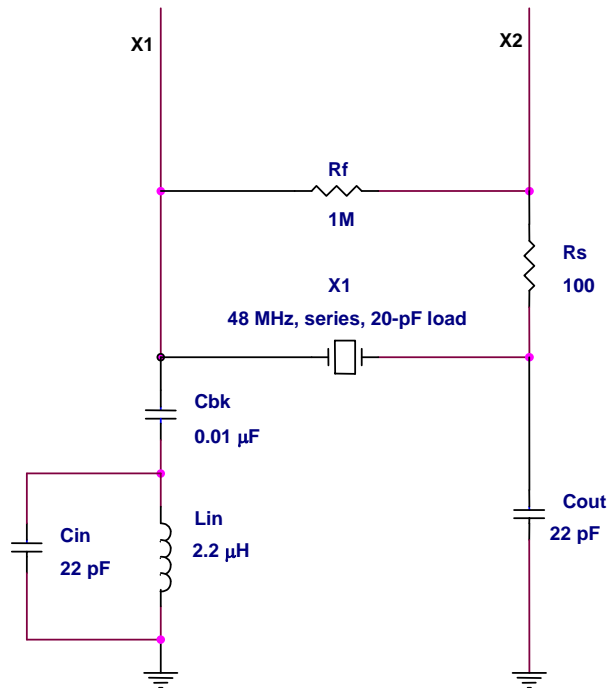 X1
X2
Rf
1M
Rs
100
X1
48 MHz, series, 20-pF load
Cbk
0.01 μF
Cin
22 pF
Lin
2.2 μH
Cout
22 pF